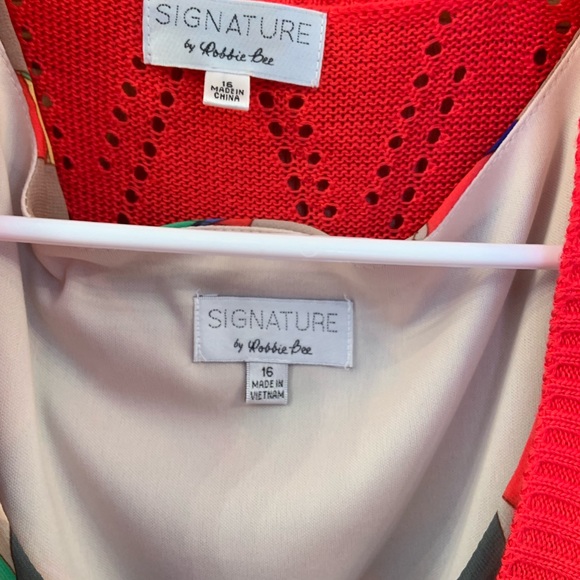 SIGNATURE
by Robbie Bee
16
MADE IN
CHINA
SIGNATURE
by Robbie Bee
16
MADE IN
VIETNAM